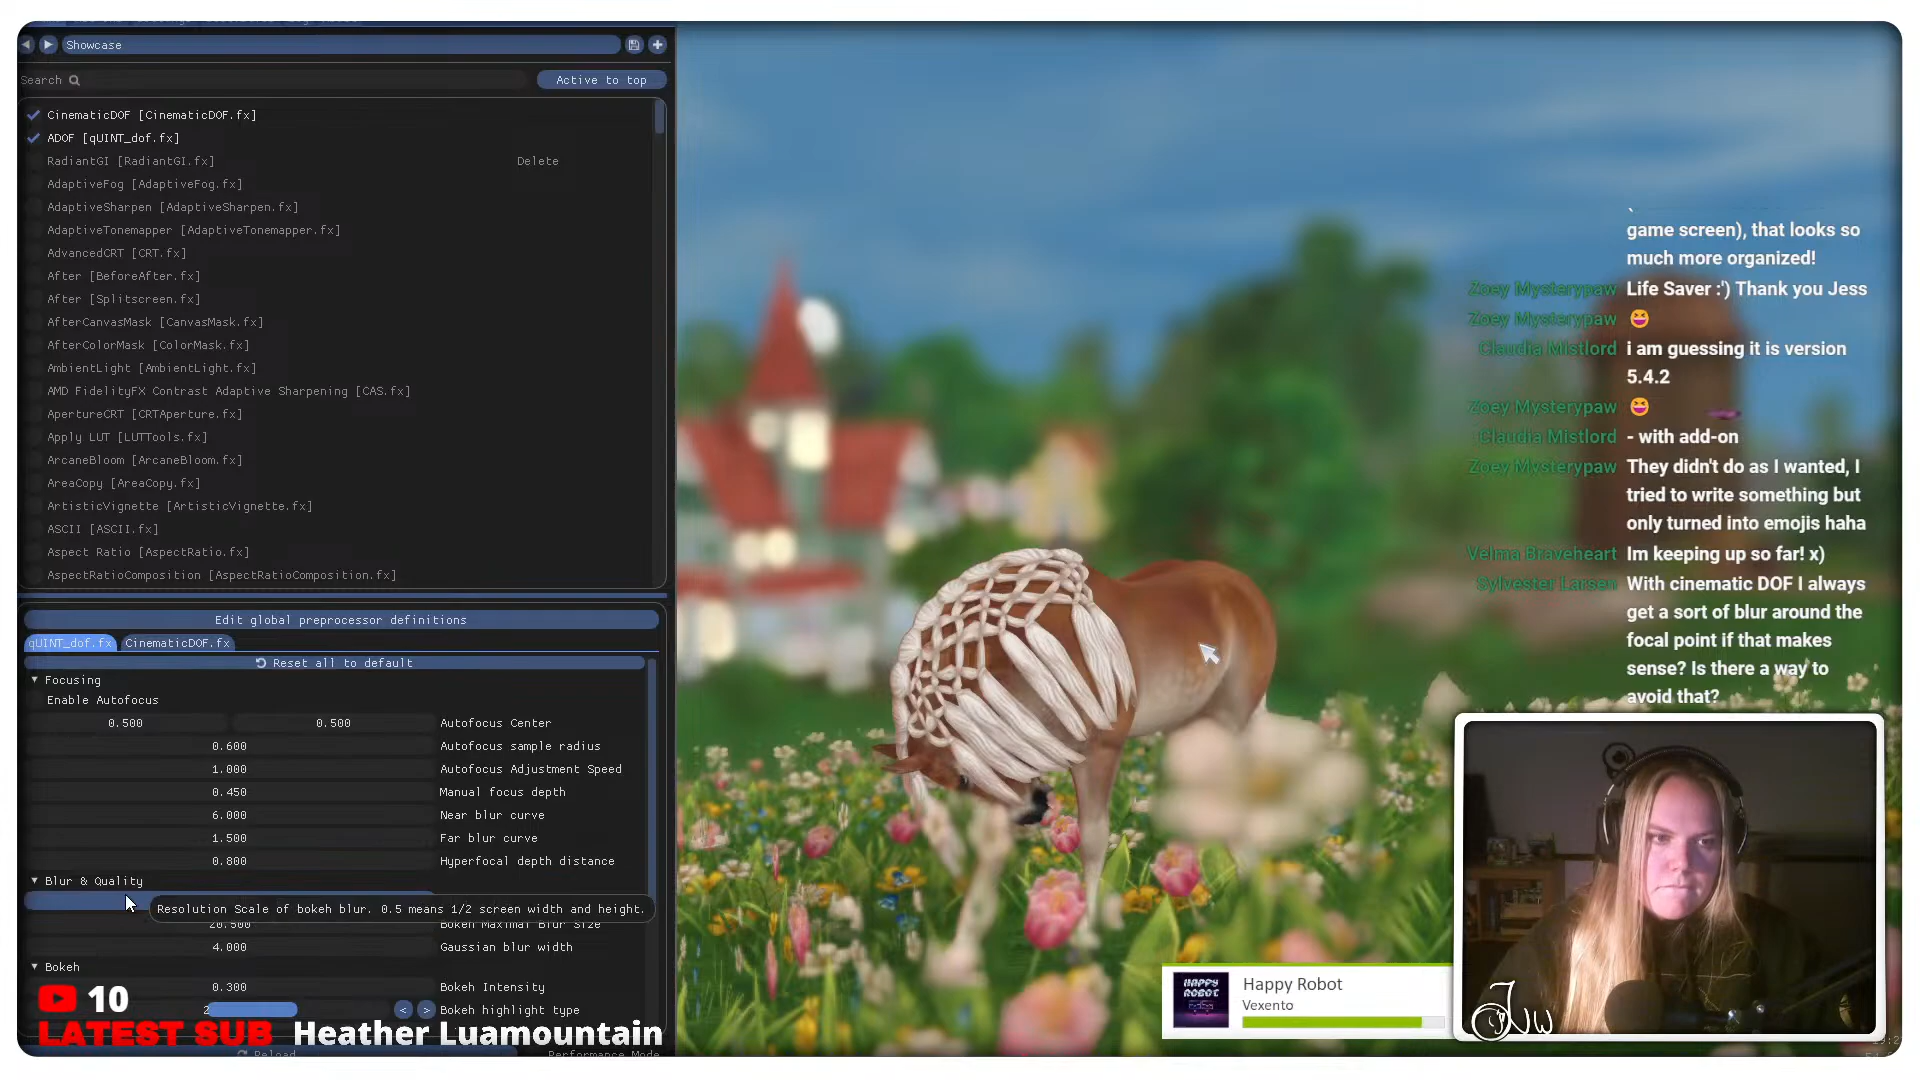 Showcase
Search
Active to top
CinematicDOF [CinematicDOF.fx]
ADOF [qUINT_dof.fx]
RadiantGI [RadiantGI.fx]
Delete
AdaptiveFog [AdaptiveFog.fx]
AdaptiveSharpen [AdaptiveSharpen.fx]
AdaptiveTonemapper [AdaptiveTonemapper.fx]
AdvancedCRT [CRT.fx]
After [BeforeAfter.fx]
After [Splitscreen.fx]
AfterCanvasMask [CanvasMask.fx]
AfterColorMask [ColorMask.fx]
AmbientLight [AmbientLight.fx]
AMD FidelityFX Contrast Adaptive Sharpening [CAS.fx]
ApertureCRT [CRTAperture.fx]
Apply LUT [LUTTools.fx]
ArcaneBloom [ArcaneBloom.fx]
AreaCopy [AreaCopy.fx]
ArtisticVignette [ArtisticVignette.fx]
ASCII [ASCII.fx]
Aspect Ratio [AspectRatio.fx]
AspectRatioComposition [AspectRatioComposition.fx]
Edit global preprocessor definitions
qUINT_dof.fx CinematicDOF.fx
Reset all to default
Focusing
Enable Autofocus
0.500 0.500 Autofocus Center
0.600 Autofocus sample radius
1.000 Autofocus Adjustment Speed
0.450 Manual focus depth
6.000 Near blur curve
1.500 Far blur curve
0.800 Hyperfocal depth distance
Blur & Quality
Resolution Scale of bokeh blur. 0.5 means 1/2 screen width and height.
20.500 Bokeh Maximal Blur Size
4.000 Gaussian blur width
Bokeh
0.300 Bokeh Intensity
2 < > Bokeh highlight type
10
LATEST SUB Heather Luamountain
Reload Performance Mode
game screen), that looks so
much more organized!
Zoey Mysterypaw Life Saver :') Thank you Jess
Zoey Mysterypaw 😆
Claudia Mistlord i am guessing it is version
5.4.2
Zoey Mysterypaw 😆
Claudia Mistlord - with add-on
Zoey Mysterypaw They didn't do as I wanted, I
tried to write something but
only turned into emojis haha
Velma Braveheart Im keeping up so far! x)
Sylvester Larsen With cinematic DOF I always
get a sort of blur around the
focal point if that makes
sense? Is there a way to
avoid that?
HAPPY
ROBOT
Happy Robot
Vexento